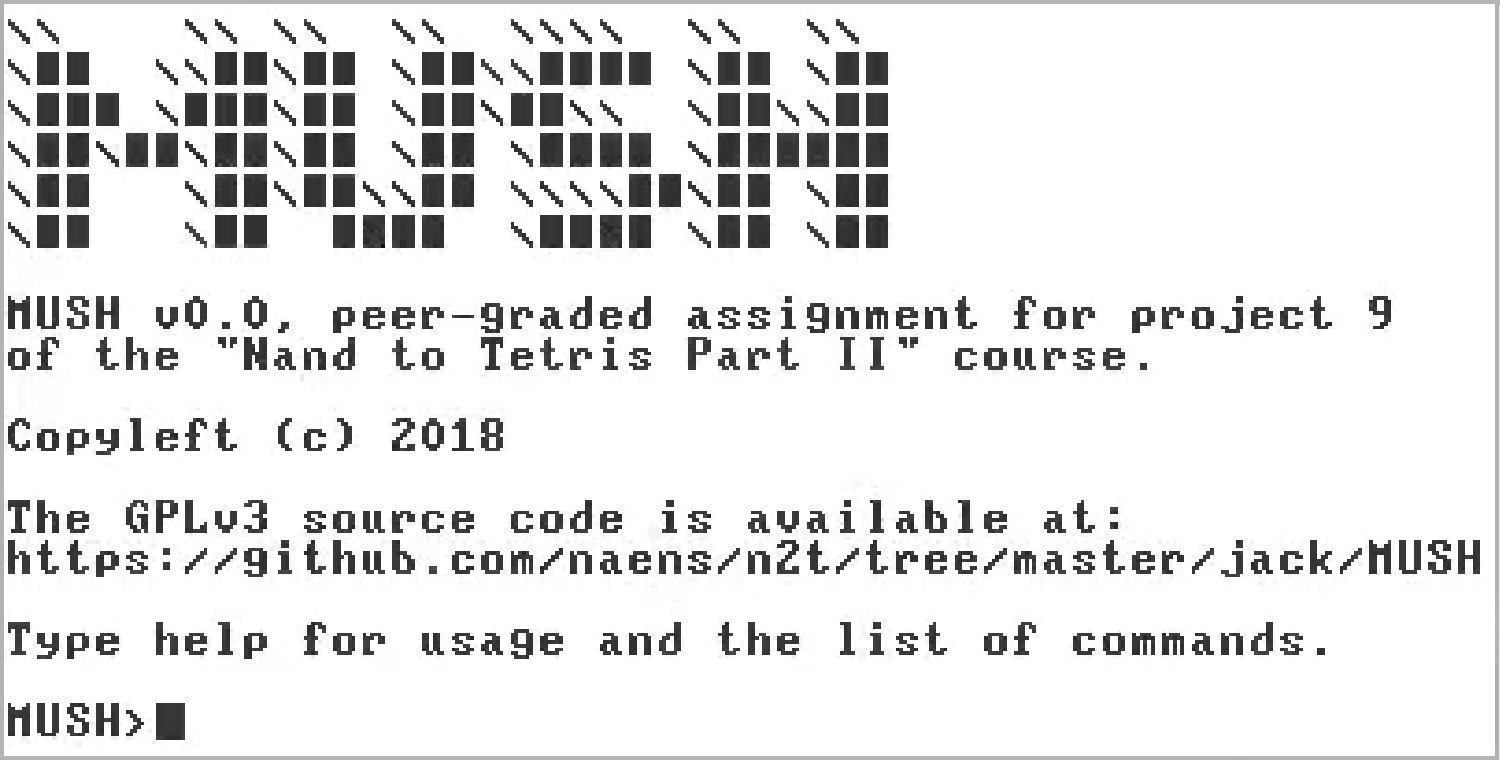 MUSH
MUSH v0.0, peer-graded assignment for project 9
of the "Nand to Tetris Part II" course.
Copyleft (c) 2018
The GPLv3 source code is available at:
https://github.com/naens/n2t/tree/master/jack/MUSH
Type help for usage and the list of commands.
MUSH>